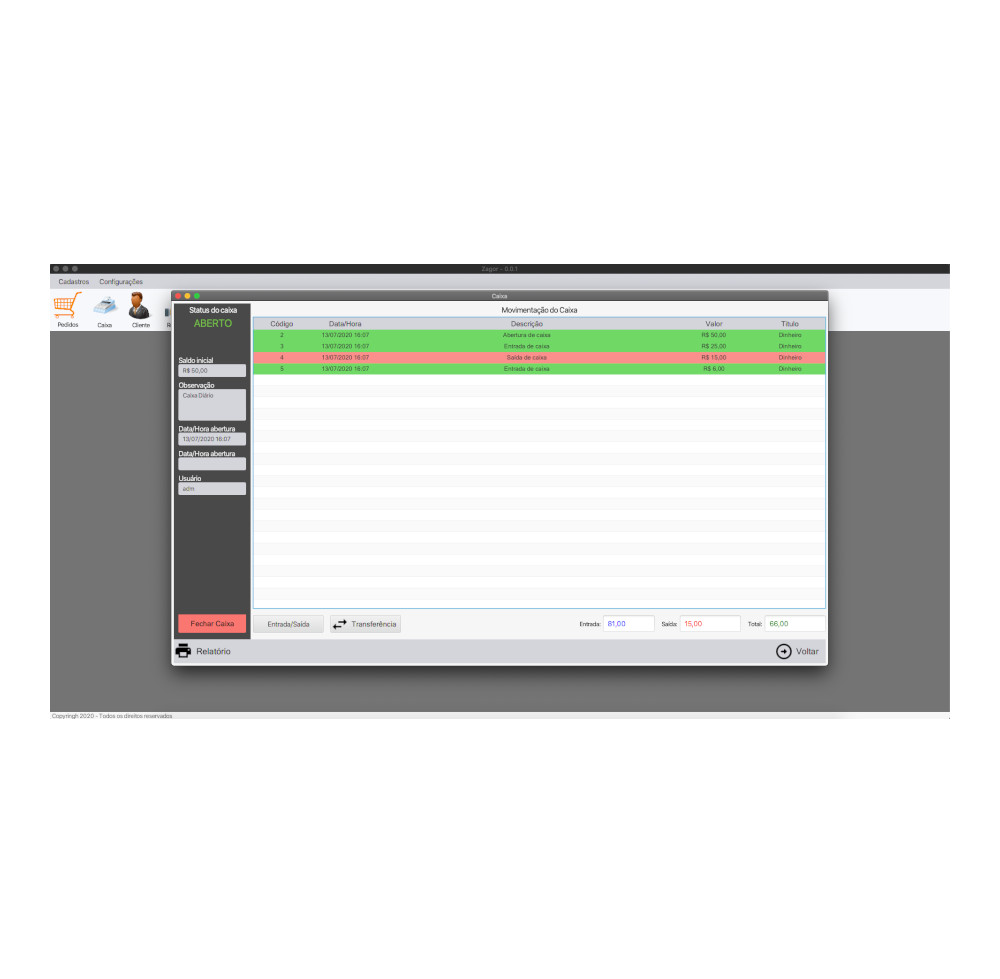 Zagor - 0.0.1
Cadastros Configurações
Caixa
Pedidos Caixa Cliente
Status do caixa
ABERTO
Saldo inicial
R$ 50,00
Observação
Caixa Diário
Data/Hora abertura
13/07/2020 16:07
Data/Hora abertura
Usuário
adm
Fechar Caixa
Movimentação do Caixa
Código Data/Hora Descrição Valor Título
2 13/07/2020 16:07 Abertura de caixa R$ 50,00 Dinheiro
3 13/07/2020 16:07 Entrada de caixa R$ 25,00 Dinheiro
4 13/07/2020 16:07 Saída de caixa R$ 15,00 Dinheiro
5 13/07/2020 16:07 Entrada de caixa R$ 6,00 Dinheiro
Entrada/Saída Transferência Entrada: 81,00 Saída: 15,00 Total: 66,00
Relatório Voltar
Copyringh 2020 - Todos os direitos reservados